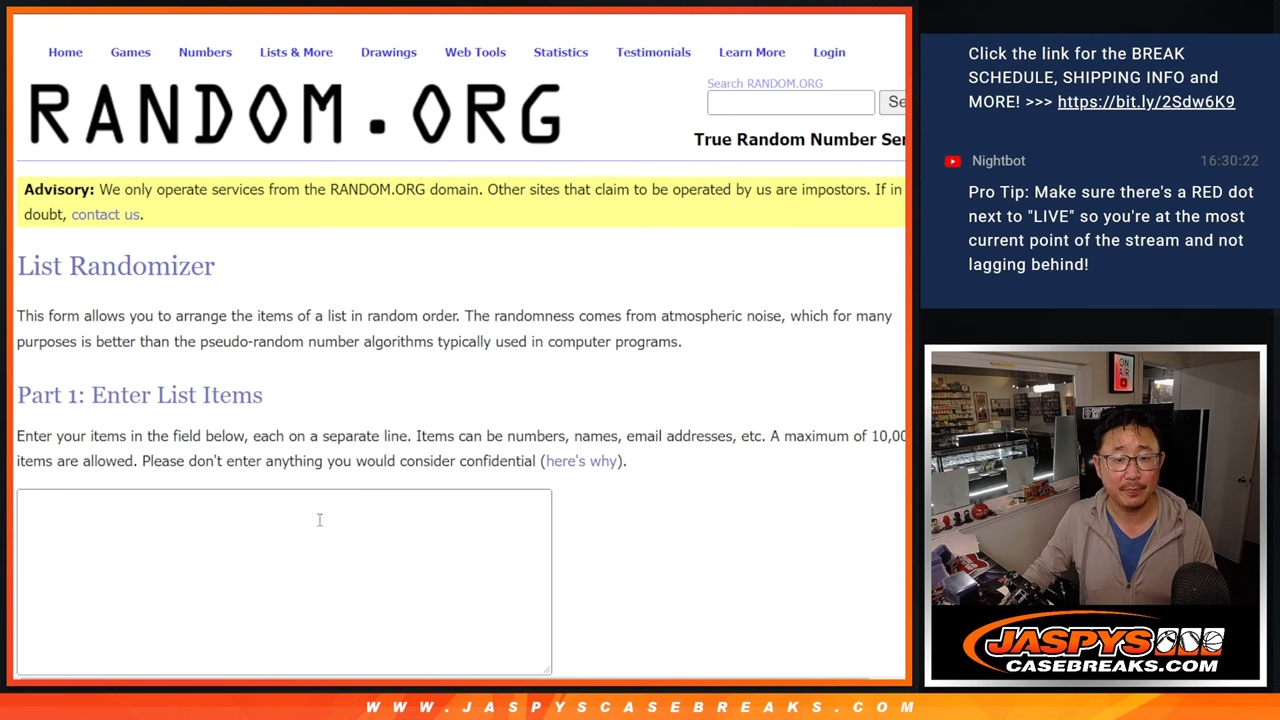 Home Games Numbers Lists & More Drawings Web Tools Statistics Testimonials Learn More Login
RANDOM.ORG
Search RANDOM.ORG
Se
True Random Number Ser
Advisory: We only operate services from the RANDOM.ORG domain. Other sites that claim to be operated by us are impostors. If in
doubt, contact us.
List Randomizer
This form allows you to arrange the items of a list in random order. The randomness comes from atmospheric noise, which for many
purposes is better than the pseudo-random number algorithms typically used in computer programs.
Part 1: Enter List Items
Enter your items in the field below, each on a separate line. Items can be numbers, names, email addresses, etc. A maximum of 10,00
items are allowed. Please don't enter anything you would consider confidential (here's why).
Click the link for the BREAK
SCHEDULE, SHIPPING INFO and
MORE! >>> https://bit.ly/2Sdw6K9
Nightbot 16:30:22
Pro Tip: Make sure there's a RED dot
next to "LIVE" so you're at the most
current point of the stream and not
lagging behind!
ON
AIR
JASPYS
CASEBREAKS.COM
WWW.JASPYSCASEBREAKS.COM